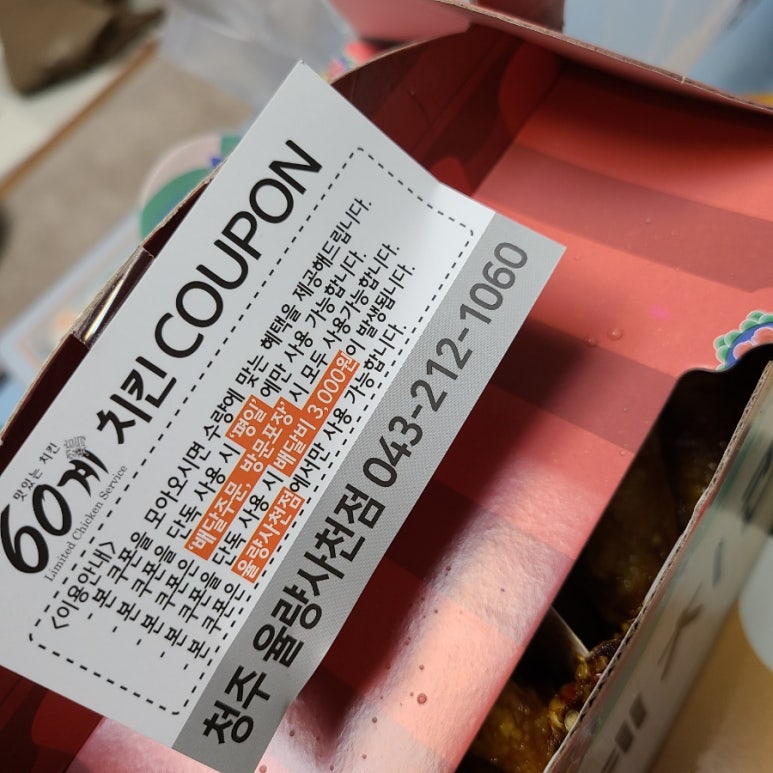 맛있는 치킨
60계 치킨 COUPON
Limited Chicken Service
<이용안내>
- 본 쿠폰을 모아오시면 수량에 맞는 혜택을 제공해드립니다.
- 본 쿠폰을 단독 사용 시 '평일'에만 사용 가능합니다.
- 본 쿠폰은 '배달주문, 방문포장' 시 모두 사용가능합니다.
- 본 쿠폰을 단독 사용 시 배달비 3,000원이 발생됩니다.
- 본 쿠폰은 율량사천점에서만 사용 가능합니다.
청주 율량사천점 043-212-1060